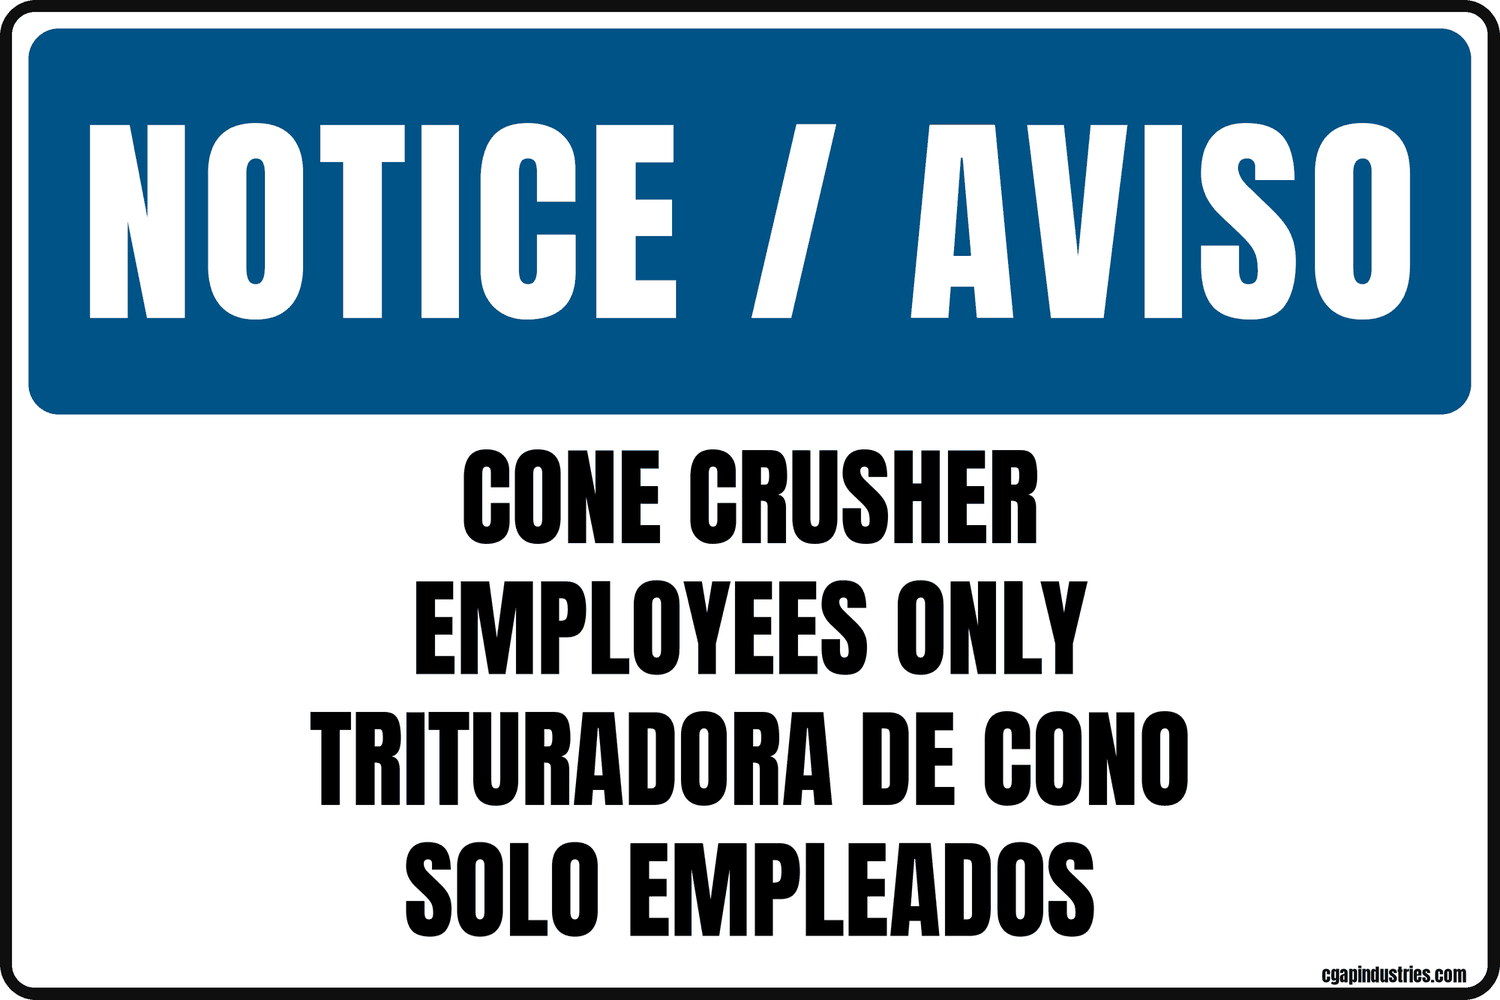 NOTICE / AVISO
CONE CRUSHER
EMPLOYEES ONLY
TRITURADORA DE CONO
SOLO EMPLEADOS
cgapindustries.com